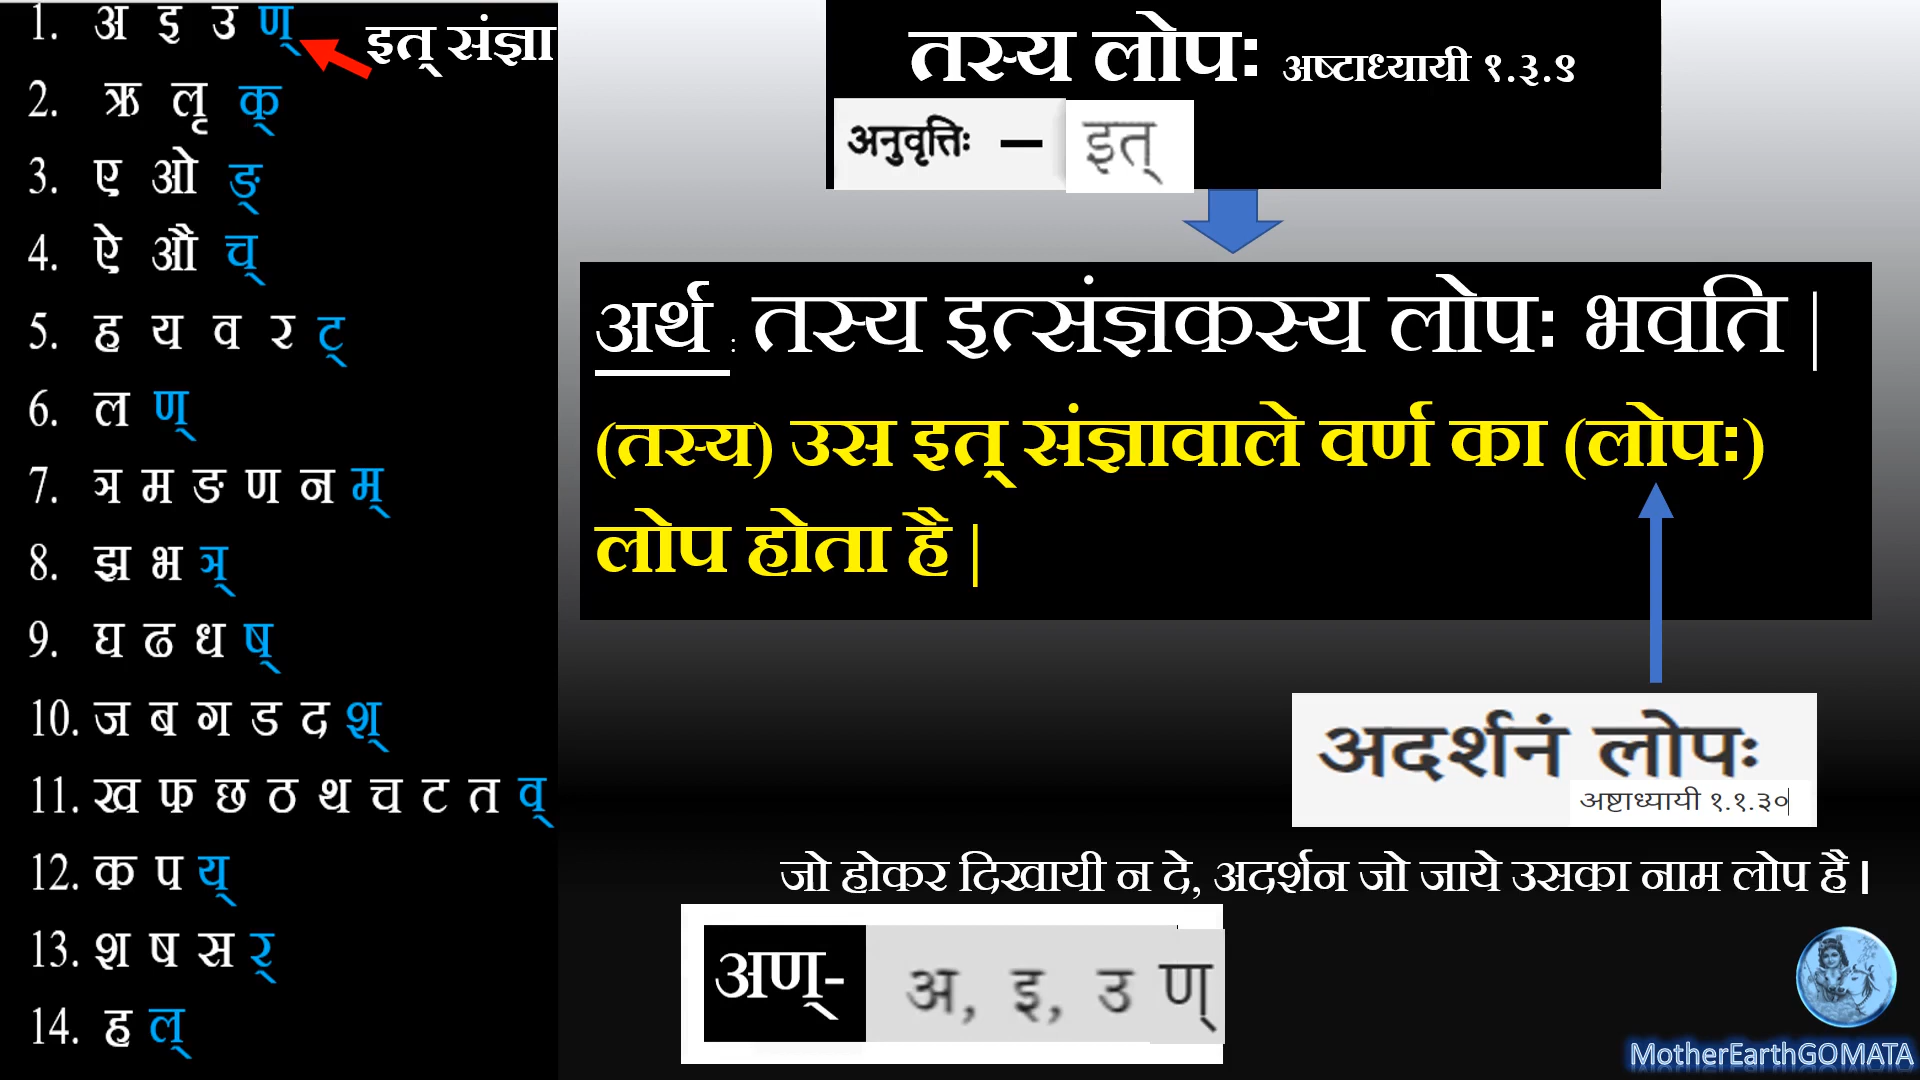 1. अ इ उ ण्
इत् संज्ञा
2. ऋ लृ क्
3. ए ओ ङ्
4. ऐ औ च्
5. ह य व र ट्
6. ल ण्
7. ञ म ङ ण न म्
8. झ भ ञ्
9. घ ढ ध ष्
10. ज ब ग ड द श्
11. ख फ छ ठ थ च ट त व्
12. क प य्
13. श ष स र्
14. ह ल्
तस्य लोपः अष्टाध्यायी १.३.९
अनुवृत्तिः — इत्
अर्थ : तस्य इत्संज्ञकस्य लोपः भवति |
(तस्य) उस इत् संज्ञावाले वर्ण का (लोपः)
लोप होता है |
अदर्शनं लोपः
अष्टाध्यायी १.१.३०
जो होकर दिखायी न दे, अदर्शन जो जाये उसका नाम लोप है ।
अण्- अ, इ, उ ण्
MotherEarthGOMATA